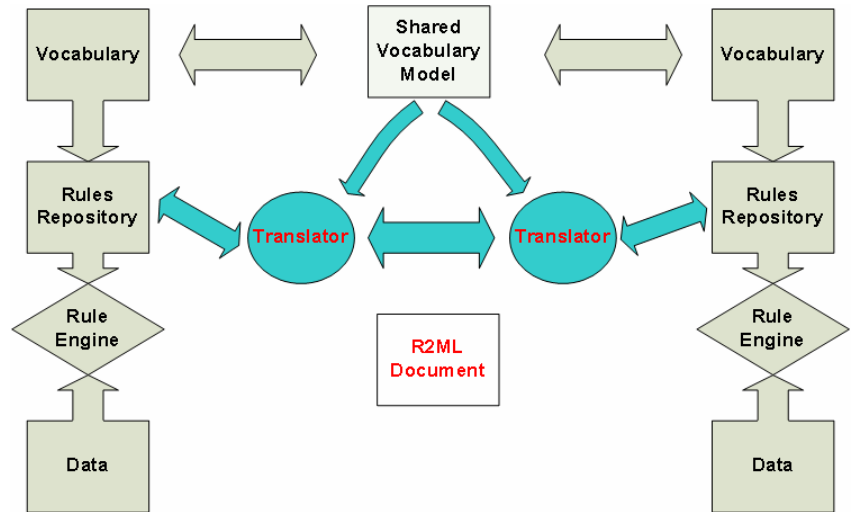 Vocabulary
Shared
Vocabulary
Model
Vocabulary
Rules
Repository
Translator
Translator
Rules
Repository
Rule
Engine
R2ML
Document
Rule
Engine
Data
Data